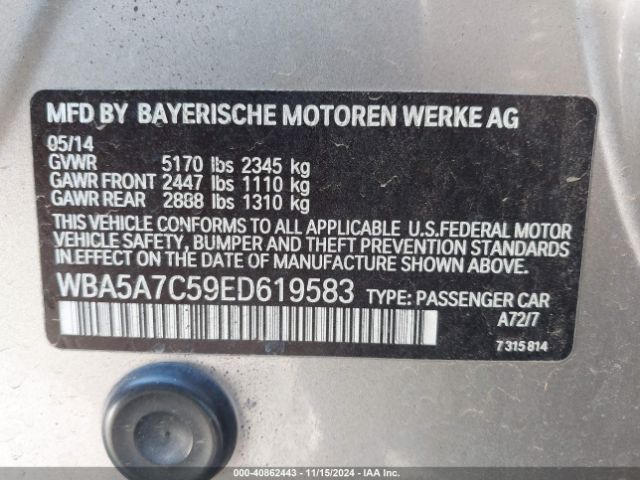 MFD BY BAYERISCHE MOTOREN WERKE AG
05/14
GVWR 5170 lbs 2345 kg
GAWR FRONT 2447 lbs 1110 kg
GAWR REAR 2888 lbs 1310 kg
THIS VEHICLE CONFORMS TO ALL APPLICABLE U.S.FEDERAL MOTOR
VEHICLE SAFETY, BUMPER AND THEFT PREVENTION STANDARDS
IN EFFECT ON THE DATE OF MANUFACTURE SHOWN ABOVE.
WBA5A7C59ED619583 TYPE: PASSENGER CAR
A72/7
7315814
000-40862443 - 11/15/2024 - IAA Inc.